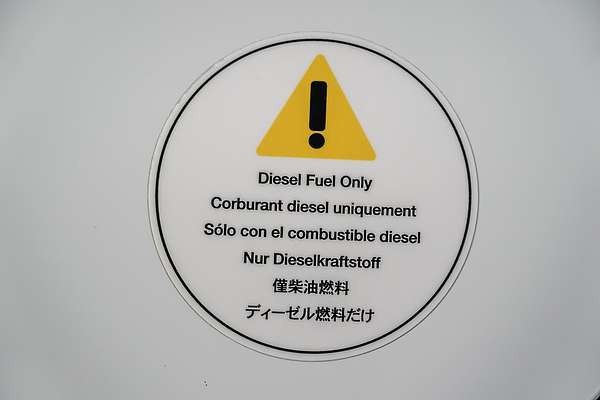 Diesel Fuel Only
Corburant diesel uniquement
Sólo con el combustible diesel
Nur Dieselkraftstoff
僅柴油燃料
ディーゼル燃料だけ